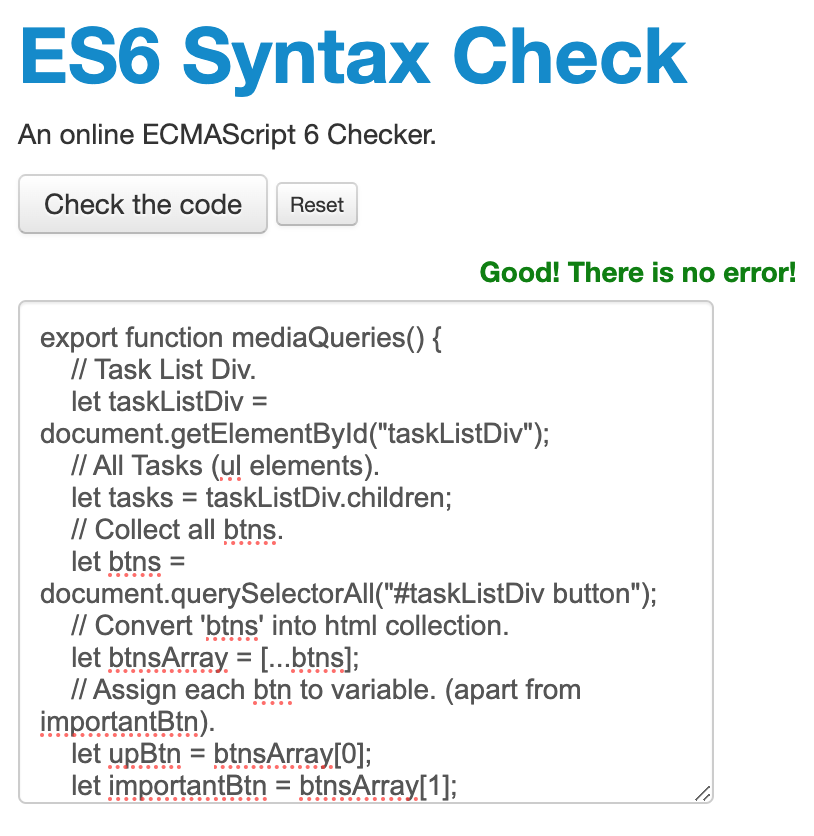 ES6 Syntax Check
An online ECMAScript 6 Checker.
Check the code Reset
Good! There is no error!
export function mediaQueries() {
// Task List Div.
let taskListDiv =
document.getElementById("taskListDiv");
// All Tasks (ul elements).
let tasks = taskListDiv.children;
// Collect all btns.
let btns =
document.querySelectorAll("#taskListDiv button");
// Convert 'btns' into html collection.
let btnsArray = [...btns];
// Assign each btn to variable. (apart from
importantBtn).
let upBtn = btnsArray[0];
let importantBtn = btnsArray[1];